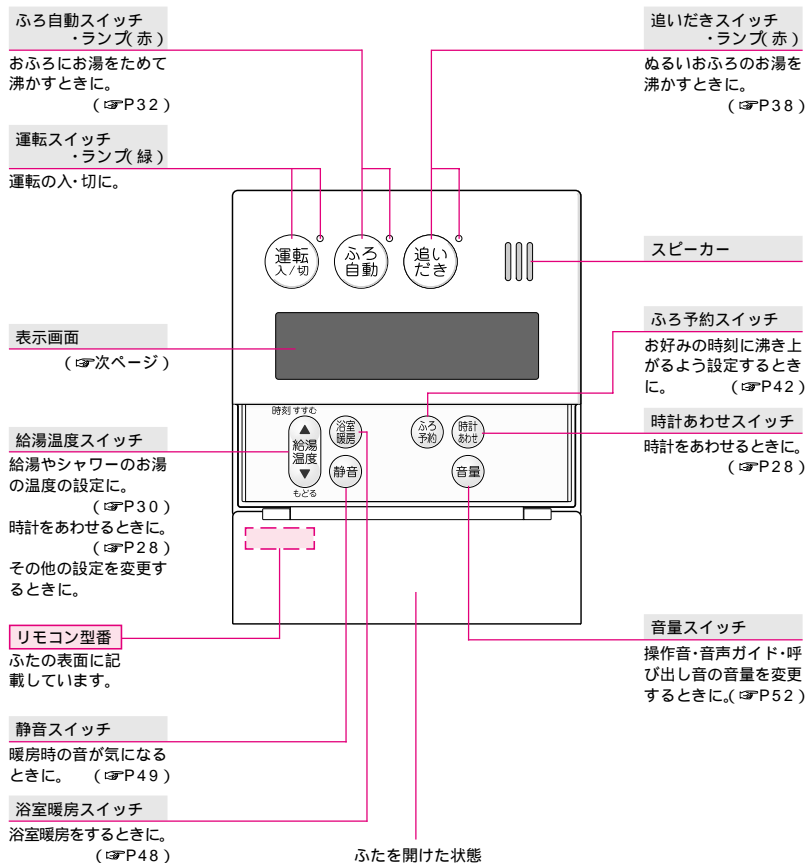 ふろ自動スイッチ
・ランプ(赤)
おふろにお湯をためて
沸かすときに。
(☞P32)
運転スイッチ
・ランプ(緑)
運転の入・切に。
表示画面
(☞次ページ)
給湯温度スイッチ
給湯やシャワーのお湯
の温度の設定に。
(☞P30)
時計をあわせるときに。
(☞P28)
その他の設定を変更す
るときに。
リモコン型番
ふたの表面に記
載しています。
静音スイッチ
暖房時の音が気になる
ときに。 (☞P49)
浴室暖房スイッチ
浴室暖房をするときに。
(☞P48)
運転
入/切
ふろ
自動
追い
だき
時刻 すすむ
▲
給湯
温度
▼
もどる
浴室
暖房
静音
ふろ
予約
時計
あわせ
音量
ふたを開けた状態
追いだきスイッチ
・ランプ(赤)
ぬるいおふろのお湯を
沸かすときに。
(☞P38)
スピーカー
ふろ予約スイッチ
お好みの時刻に沸き上
がるよう設定するとき
に。 (☞P42)
時計あわせスイッチ
時計をあわせるときに。
(☞P28)
音量スイッチ
操作音・音声ガイド・呼
び出し音の音量を変更
するときに。(☞P52)